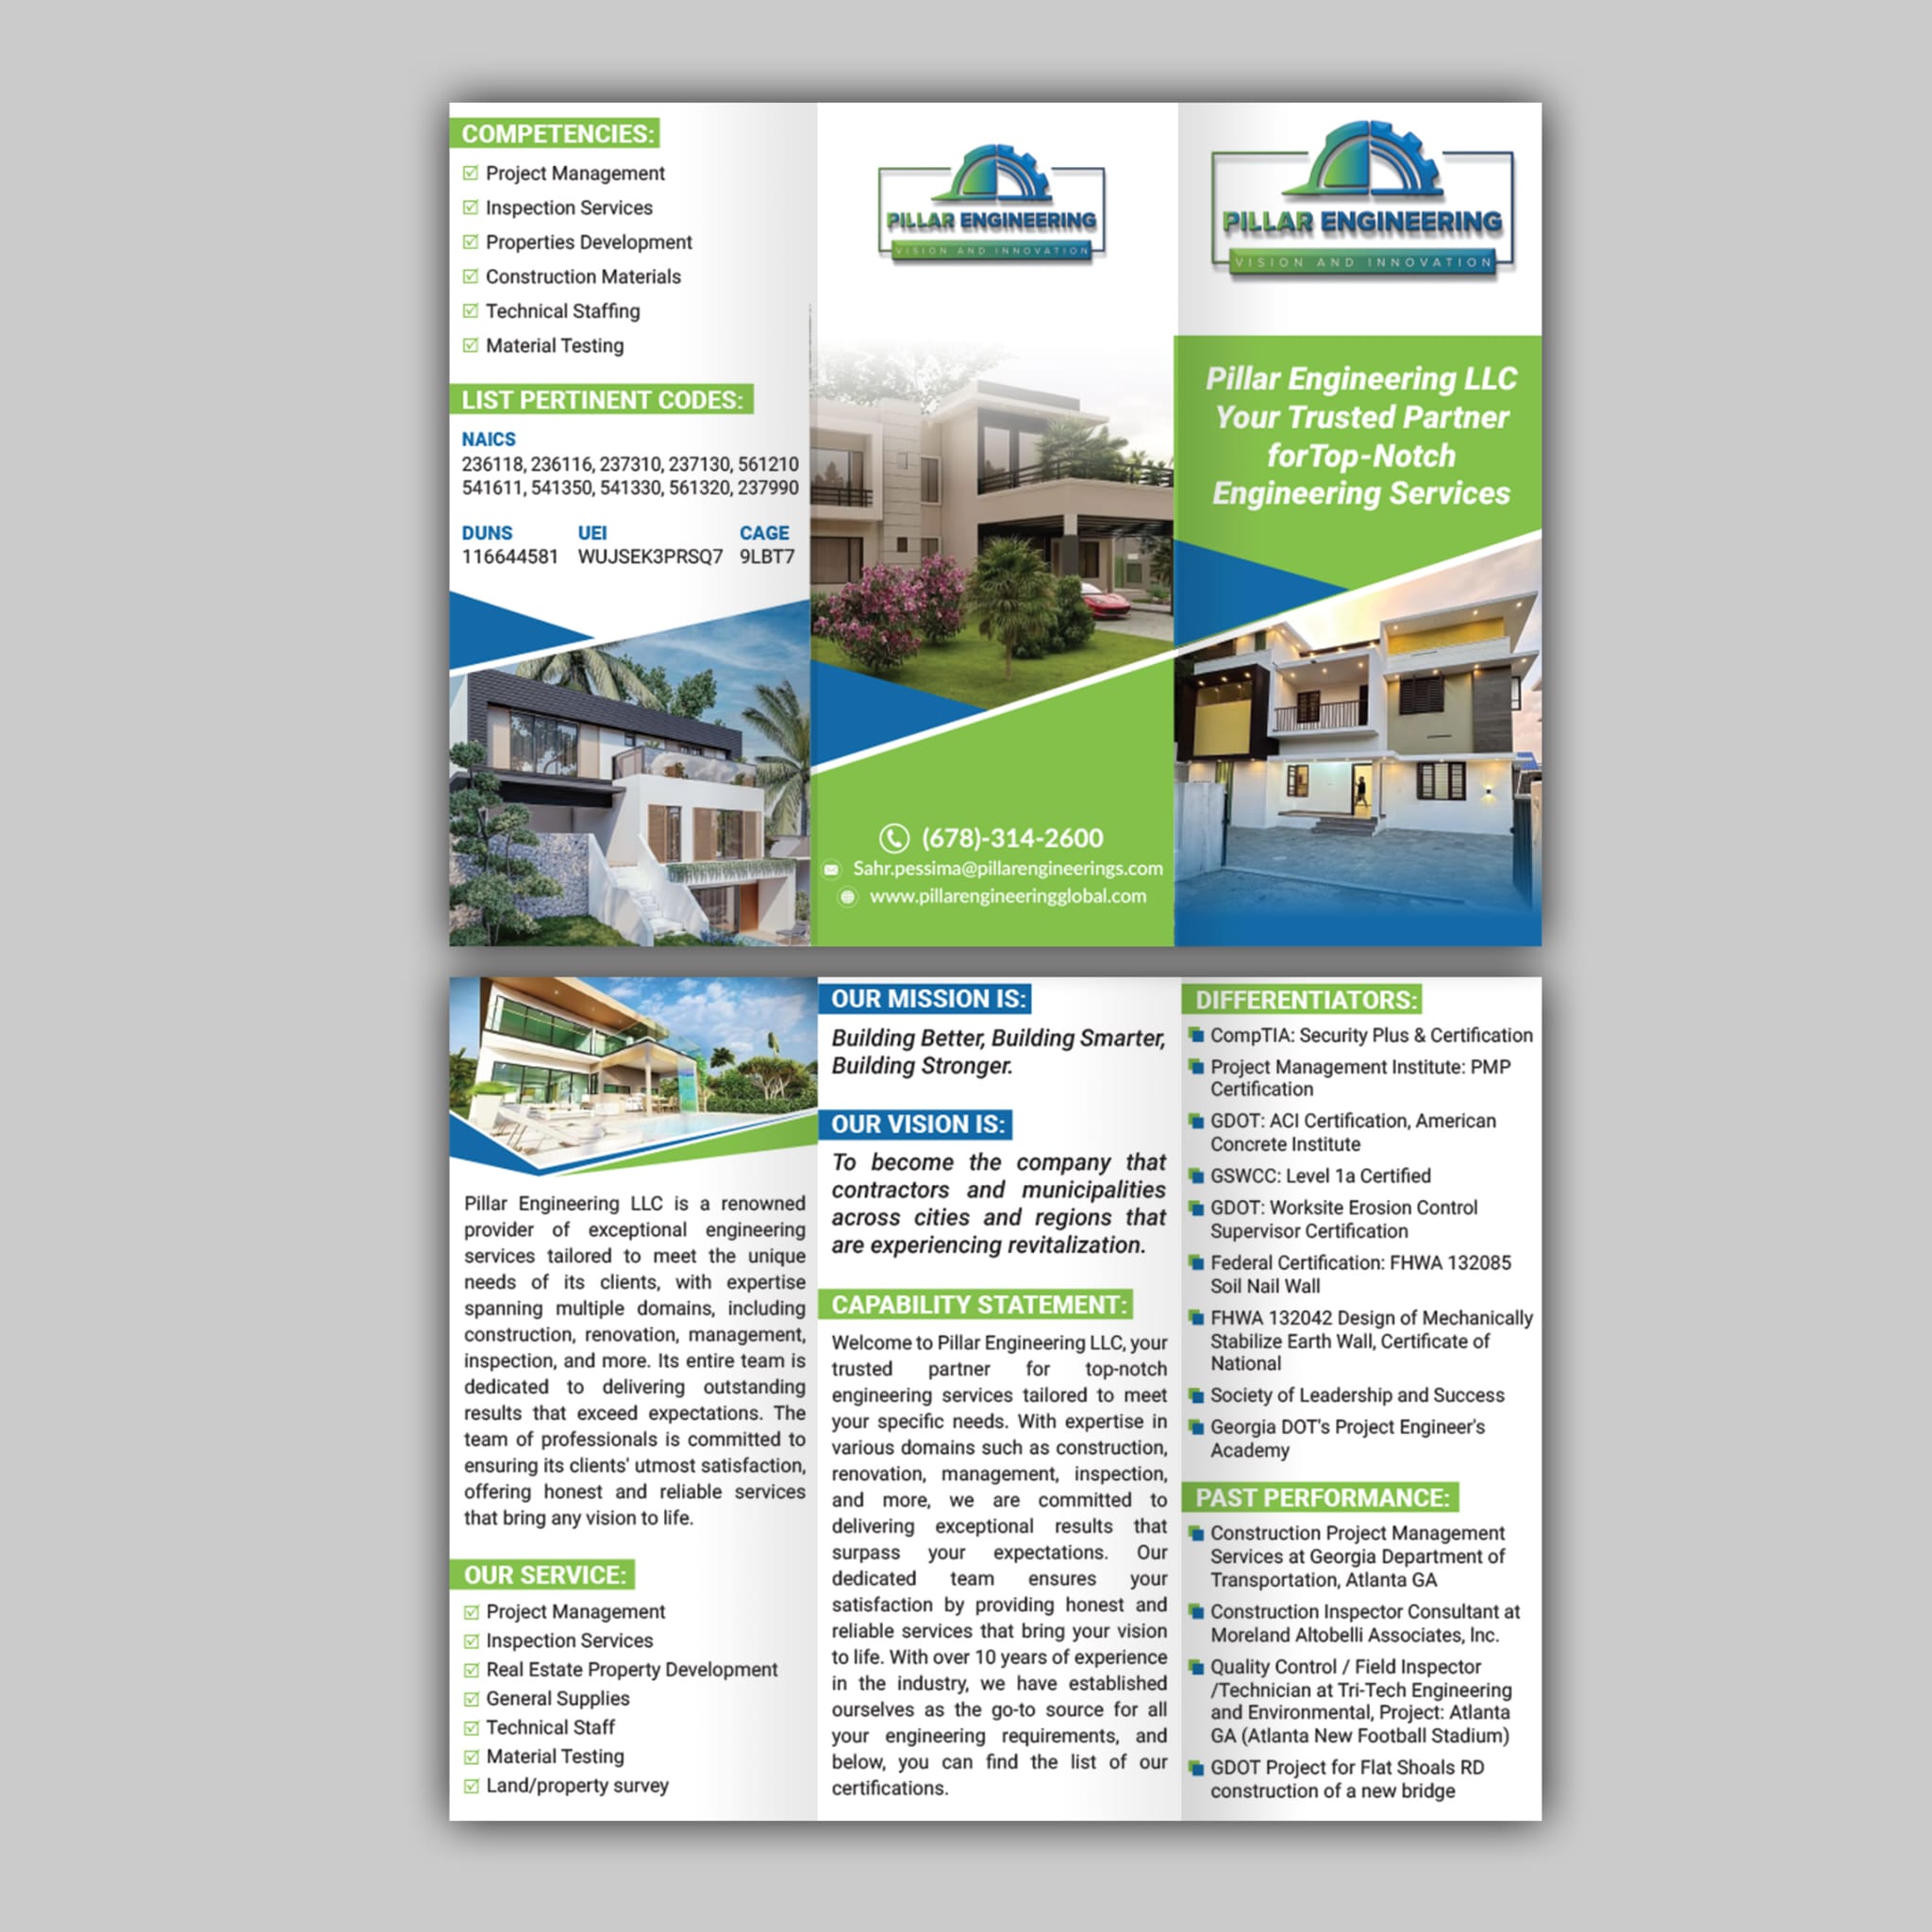 COMPETENCIES:
Project Management
Inspection Services
Properties Development
Construction Materials
Technical Staffing
Material Testing
LIST PERTINENT CODES:
NAICS
236118, 236116, 237310, 237130, 561210
541611, 541350, 541330, 561320, 237990
DUNS UEI CAGE
116644581 WUJSEK3PRSQ7 9LBT7
PILLAR ENGINEERING
VISION AND INNOVATION
(678)-314-2600
Sahr.pessima@pillarengineerings.com
www.pillarengineeringglobal.com
PILLAR ENGINEERING
VISION AND INNOVATION
Pillar Engineering LLC
Your Trusted Partner
forTop-Notch
Engineering Services
Pillar Engineering LLC is a renowned
provider of exceptional engineering
services tailored to meet the unique
needs of its clients, with expertise
spanning multiple domains, including
construction, renovation, management,
inspection, and more. Its entire team is
dedicated to delivering outstanding
results that exceed expectations. The
team of professionals is committed to
ensuring its clients' utmost satisfaction,
offering honest and reliable services
that bring any vision to life.
OUR SERVICE:
Project Management
Inspection Services
Real Estate Property Development
General Supplies
Technical Staff
Material Testing
Land/property survey
OUR MISSION IS:
Building Better, Building Smarter,
Building Stronger.
OUR VISION IS:
To become the company that
contractors and municipalities
across cities and regions that
are experiencing revitalization.
CAPABILITY STATEMENT:
Welcome to Pillar Engineering LLC, your
trusted partner for top-notch
engineering services tailored to meet
your specific needs. With expertise in
various domains such as construction,
renovation, management, inspection,
and more, we are committed to
delivering exceptional results that
surpass your expectations. Our
dedicated team ensures your
satisfaction by providing honest and
reliable services that bring your vision
to life. With over 10 years of experience
in the industry, we have established
ourselves as the go-to source for all
your engineering requirements, and
below, you can find the list of our
certifications.
DIFFERENTIATORS:
CompTIA: Security Plus & Certification
Project Management Institute: PMP
Certification
GDOT: ACI Certification, American
Concrete Institute
GSWCC: Level 1a Certified
GDOT: Worksite Erosion Control
Supervisor Certification
Federal Certification: FHWA 132085
Soil Nail Wall
FHWA 132042 Design of Mechanically
Stabilize Earth Wall, Certificate of
National
Society of Leadership and Success
Georgia DOT's Project Engineer's
Academy
PAST PERFORMANCE:
Construction Project Management
Services at Georgia Department of
Transportation, Atlanta GA
Construction Inspector Consultant at
Moreland Altobelli Associates, Inc.
Quality Control / Field Inspector
/Technician at Tri-Tech Engineering
and Environmental, Project: Atlanta
GA (Atlanta New Football Stadium)
GDOT Project for Flat Shoals RD
construction of a new bridge